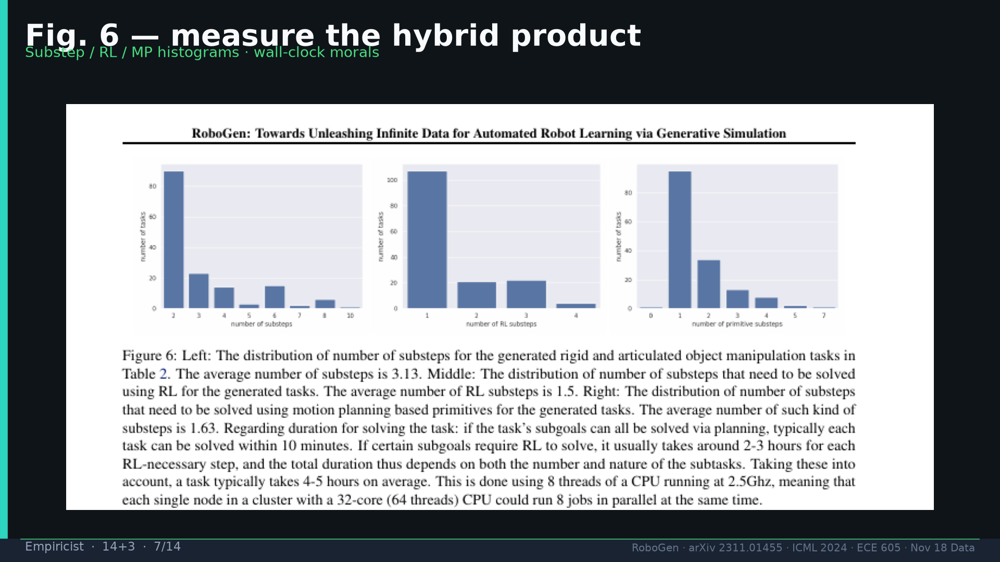 Fig. 6 — measure the hybrid product
Substep / RL / MP histograms · wall-clock morals
RoboGen: Towards Unleashing Infinite Data for Automated Robot Learning via Generative Simulation
number of tasks
80
60
40
20
0
2 3 4 5 6 7 8 10
number of substeps
number of tasks
100
80
60
40
20
0
1 2 3 4
number of RL substeps
number of tasks
80
60
40
20
0
0 1 2 3 4 5 7
number of primitive substeps
Figure 6: Left: The distribution of number of substeps for the generated rigid and articulated object manipulation tasks in
Table 2. The average number of substeps is 3.13. Middle: The distribution of number of substeps that need to be solved
using RL for the generated tasks. The average number of RL substeps is 1.5. Right: The distribution of number of substeps
that need to be solved using motion planning based primitives for the generated tasks. The average number of such kind of
substeps is 1.63. Regarding duration for solving the task: if the task's subgoals can all be solved via planning, typically each
task can be solved within 10 minutes. If certain subgoals require RL to solve, it usually takes around 2-3 hours for each
RL-necessary step, and the total duration thus depends on both the number and nature of the subtasks. Taking these into
account, a task typically takes 4-5 hours on average. This is done using 8 threads of a CPU running at 2.5Ghz, meaning that
each single node in a cluster with a 32-core (64 threads) CPU could run 8 jobs in parallel at the same time.
Empiricist · 14+3 · 7/14
RoboGen · arXiv 2311.01455 · ICML 2024 · ECE 605 · Nov 18 Data